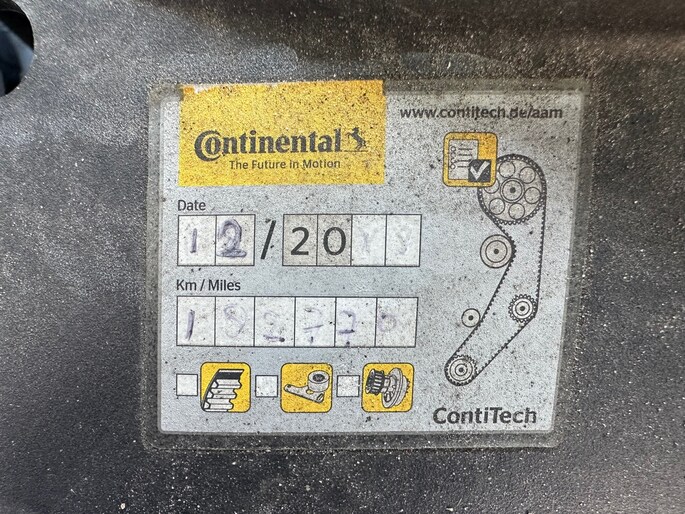 www.contitech.de/aam
Continental
The Future in Motion
Date
12/20
Km / Miles
ContiTech